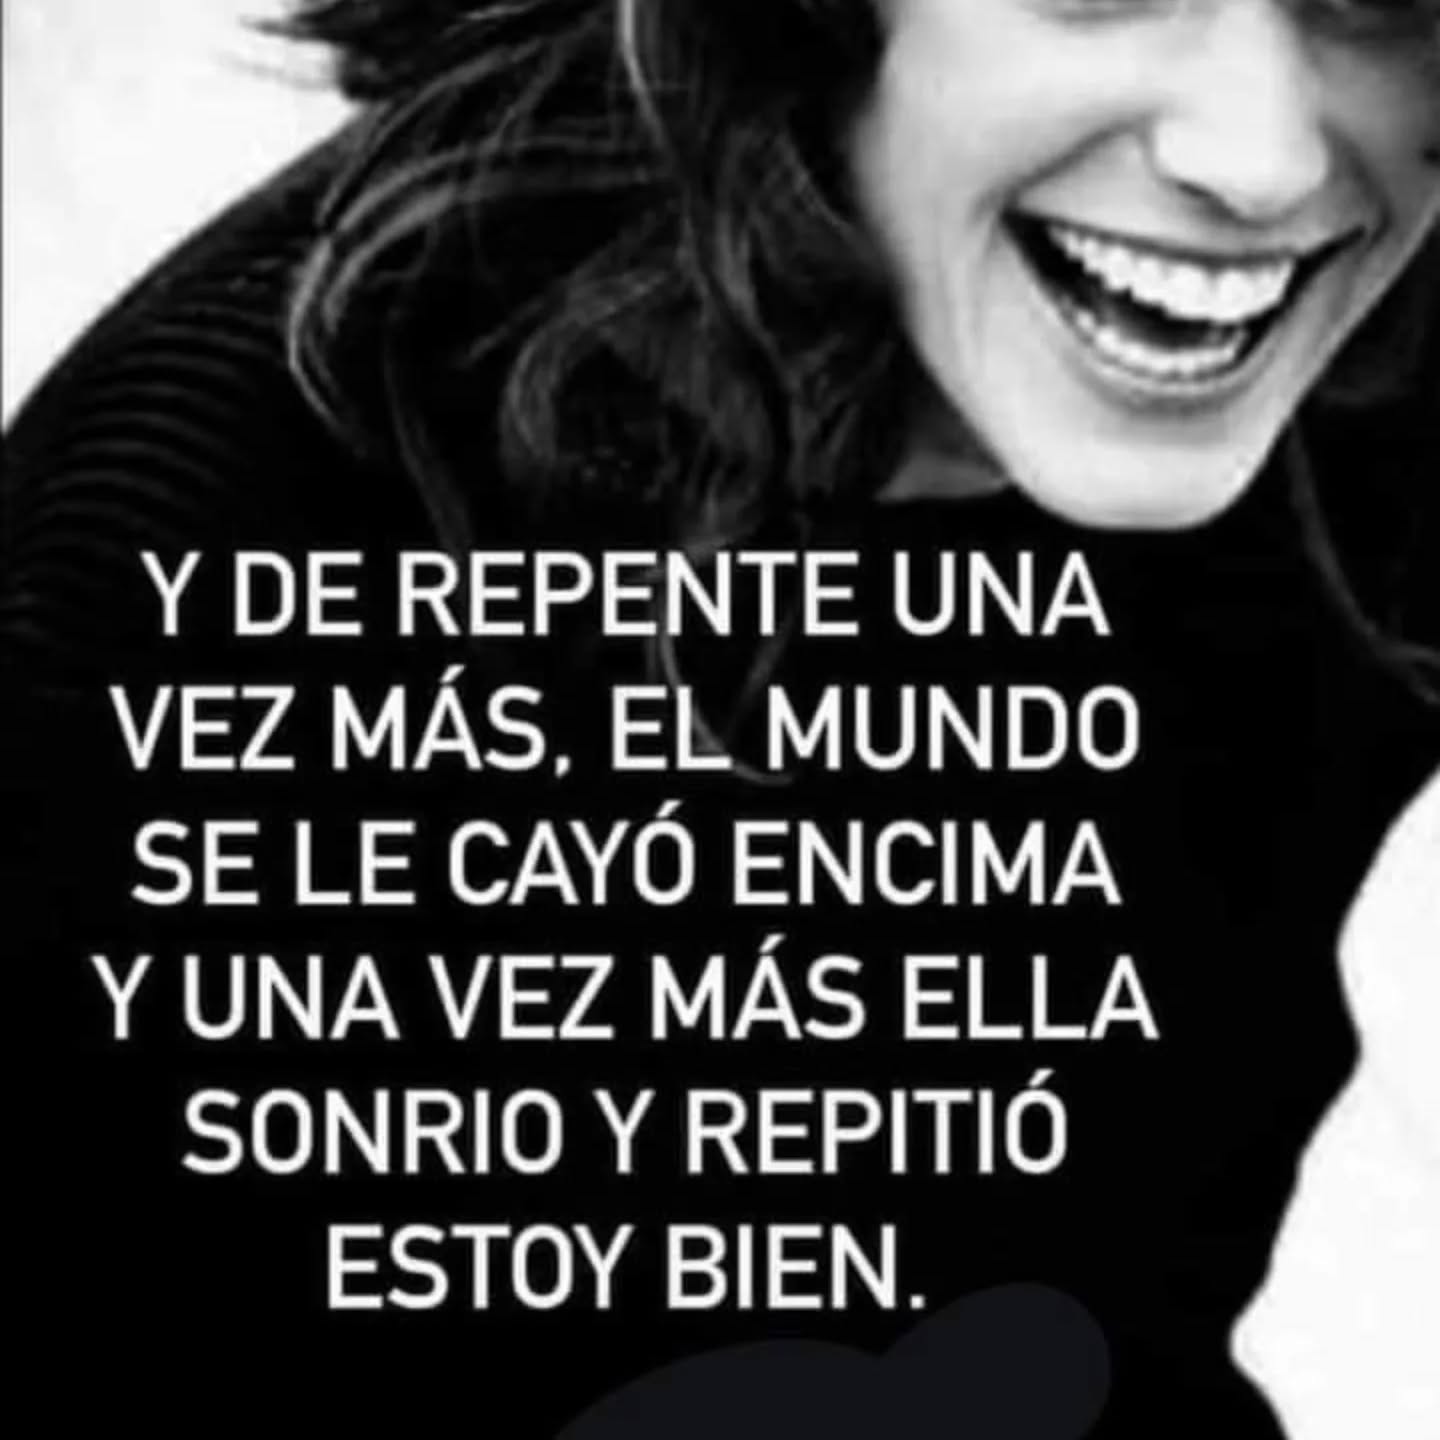 Y DE REPENTE UNA
VEZ MÁS, EL MUNDO
SE LE CAYÓ ENCIMA
Y UNA VEZ MÁS ELLA
SONRIO Y REPITIÓ
ESTOY BIEN.